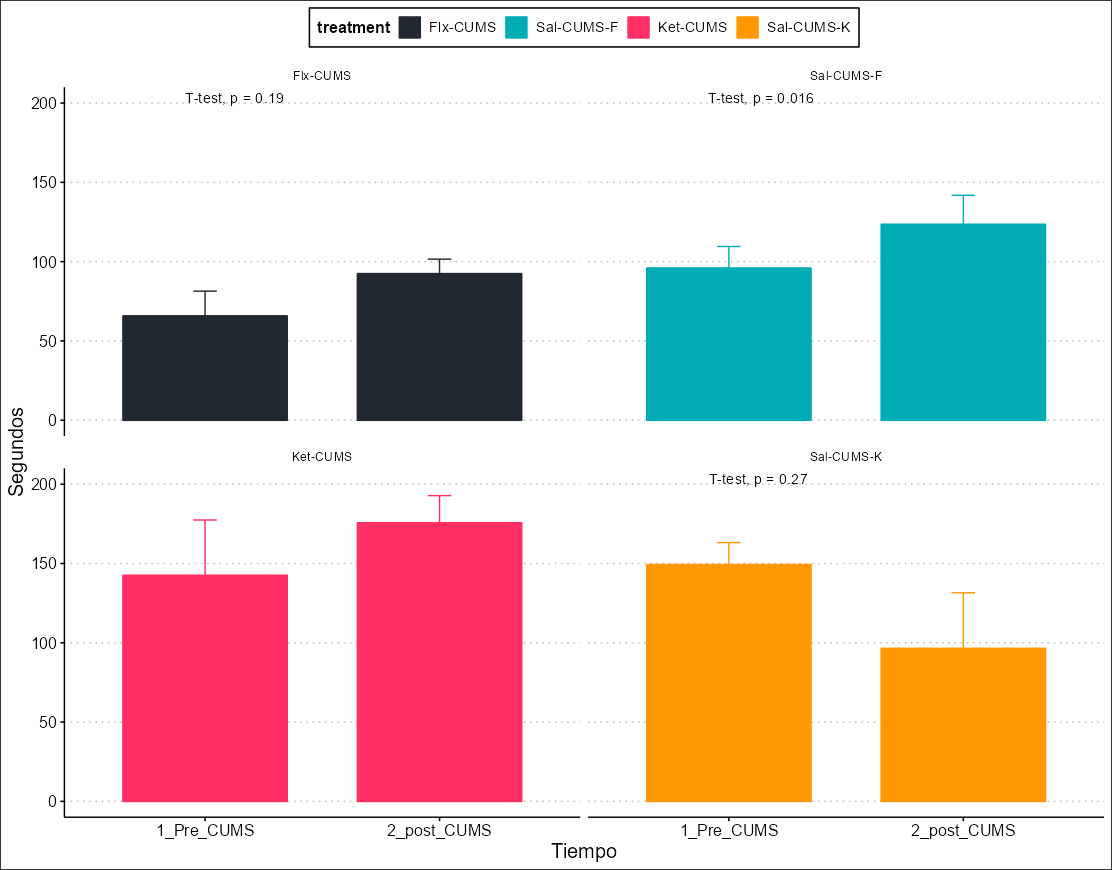 treatment Flx-CUMS Sal-CUMS-F Ket-CUMS Sal-CUMS-K
Flx-CUMS Sal-CUMS-F
T-test, p = 0.19 T-test, p = 0.016
200
150
100
50
0
Segundos
Ket-CUMS Sal-CUMS-K
T-test, p = 0.27
200
150
100
50
0
1_Pre_CUMS 2_post_CUMS 1_Pre_CUMS 2_post_CUMS
Tiempo